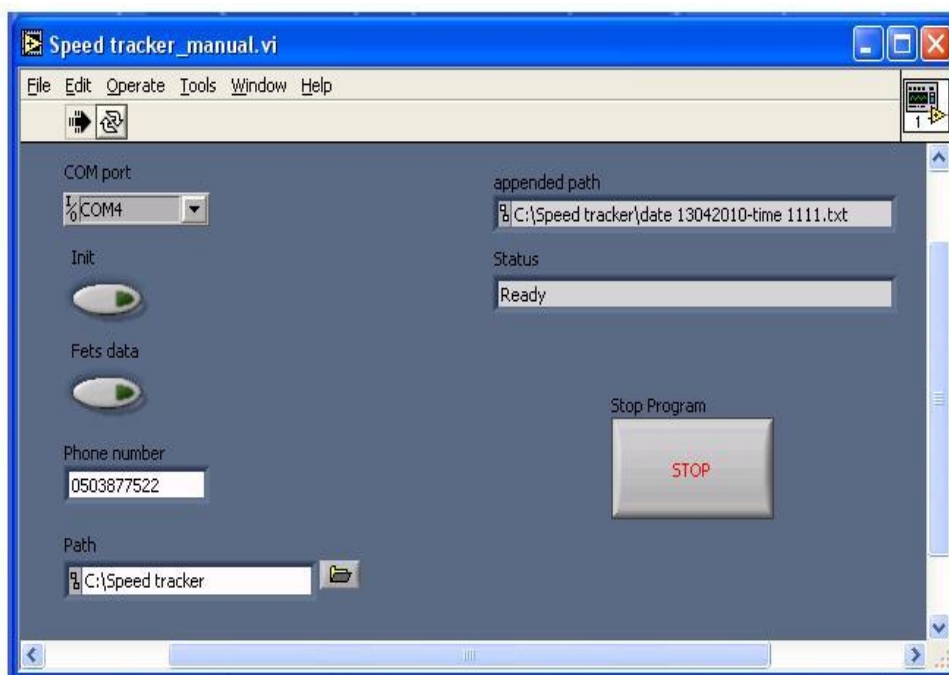 Speed tracker_manual.vi
File Edit Operate Tools Window Help
1
COM port
I/O COM4
Init
Fets data
Phone number
0503877522
Path
C:\Speed tracker
appended path
C:\Speed tracker\date 13042010-time 1111.txt
Status
Ready
Stop Program
STOP